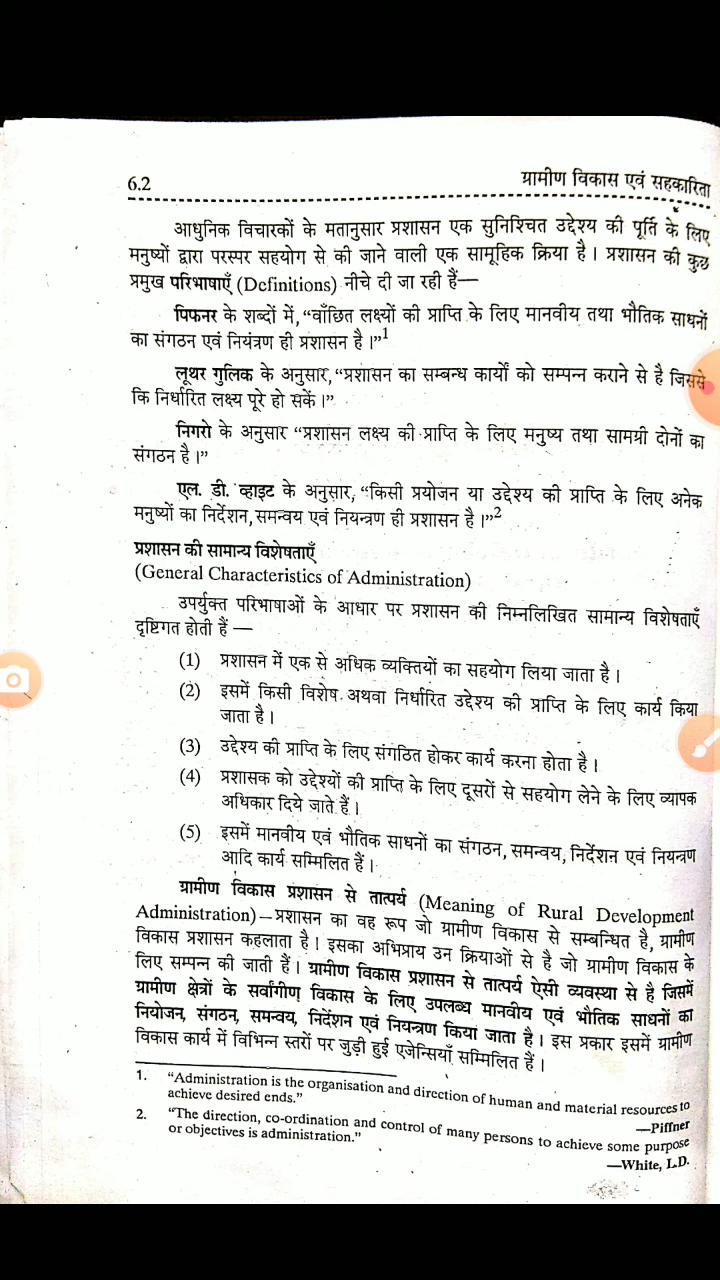 6.2
ग्रामीण विकास एवं सहकारिता
आधुनिक विचारकों के मतानुसार प्रशासन एक सुनिश्चित उद्देश्य की पूर्ति के लिए
मनुष्यों द्वारा परस्पर सहयोग से की जाने वाली एक सामूहिक क्रिया है। प्रशासन की कुछ
प्रमुख परिभाषाएँ (Definitions) नीचे दी जा रही हैं—
पिफनर के शब्दों में, “वाँछित लक्ष्यों की प्राप्ति के लिए मानवीय तथा भौतिक साधनों
का संगठन एवं नियंत्रण ही प्रशासन है।”1
लूथर गुलिक के अनुसार, “प्रशासन का सम्बन्ध कार्यों को सम्पन्न कराने से है जिससे
कि निर्धारित लक्ष्य पूरे हो सकें।”
निगरो के अनुसार “प्रशासन लक्ष्य की प्राप्ति के लिए मनुष्य तथा सामग्री दोनों का
संगठन है।”
एल. डी. व्हाइट के अनुसार, “किसी प्रयोजन या उद्देश्य की प्राप्ति के लिए अनेक
मनुष्यों का निर्देशन, समन्वय एवं नियन्त्रण ही प्रशासन है।”2
प्रशासन की सामान्य विशेषताएँ
(General Characteristics of Administration)
उपर्युक्त परिभाषाओं के आधार पर प्रशासन की निम्नलिखित सामान्य विशेषताएँ
दृष्टिगत होती हैं —
(1) प्रशासन में एक से अधिक व्यक्तियों का सहयोग लिया जाता है।
(2) इसमें किसी विशेष अथवा निर्धारित उद्देश्य की प्राप्ति के लिए कार्य किया
जाता है।
(3) उद्देश्य की प्राप्ति के लिए संगठित होकर कार्य करना होता है।
(4) प्रशासक को उद्देश्यों की प्राप्ति के लिए दूसरों से सहयोग लेने के लिए व्यापक
अधिकार दिये जाते हैं।
(5) इसमें मानवीय एवं भौतिक साधनों का संगठन, समन्वय, निर्देशन एवं नियन्त्रण
आदि कार्य सम्मिलित हैं।
ग्रामीण विकास प्रशासन से तात्पर्य (Meaning of Rural Development
Administration) – प्रशासन का वह रूप जो ग्रामीण विकास से सम्बन्धित है, ग्रामीण
विकास प्रशासन कहलाता है। इसका अभिप्राय उन क्रियाओं से है जो ग्रामीण विकास के
लिए सम्पन्न की जाती हैं। ग्रामीण विकास प्रशासन से तात्पर्य ऐसी व्यवस्था से है जिसमें
ग्रामीण क्षेत्रों के सर्वांगीण विकास के लिए उपलब्ध मानवीय एवं भौतिक साधनों का
नियोजन, संगठन, समन्वय, निर्देशन एवं नियन्त्रण किया जाता है। इस प्रकार इसमें ग्रामीण
विकास कार्य में विभिन्न स्तरों पर जुड़ी हुई एजेन्सियाँ सम्मिलित हैं।
1. “Administration is the organisation and direction of human and material resources to
achieve desired ends.”
—Piffner
2. “The direction, co-ordination and control of many persons to achieve some purpose
or objectives is administration.”
—White, L.D.